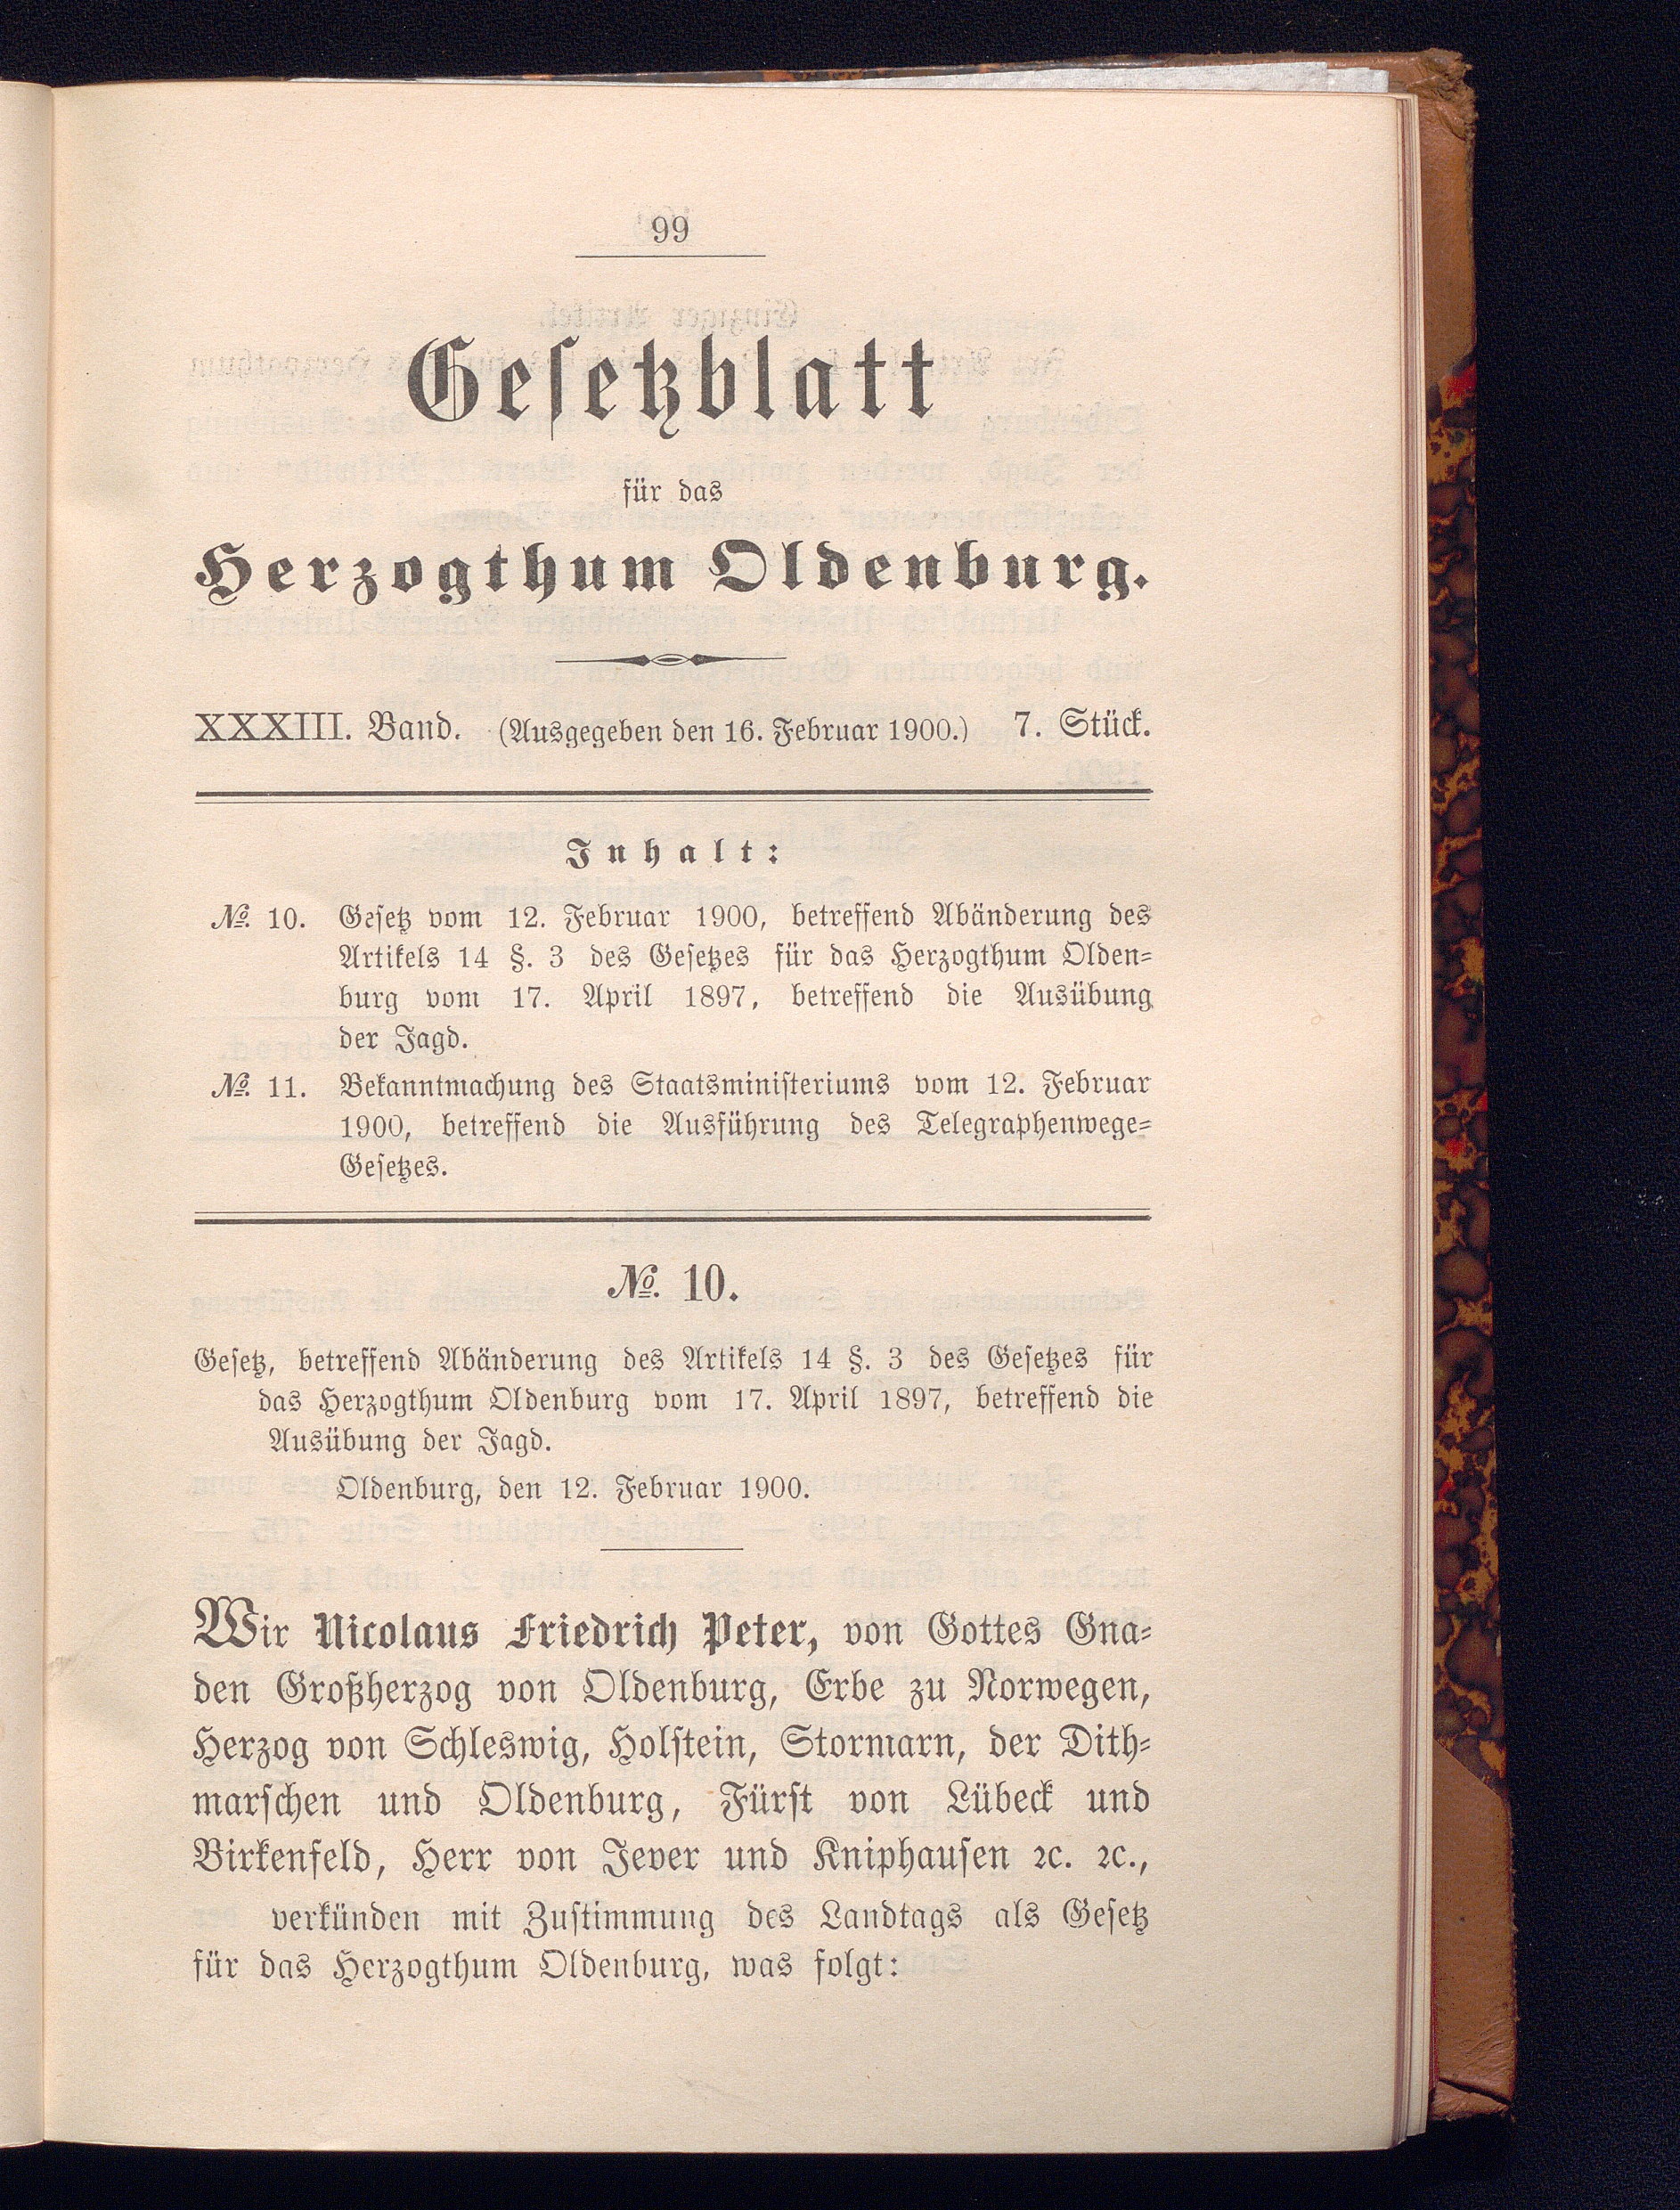 99
Gesetzblatt
für das
Herzogthum Oldenburg.
XXXIII. Band. (Ausgegeben den 16. Februar 1900.) 7. Stück.
Inhalt:
№. 10. Gesetz vom 12. Februar 1900, betreffend Abänderung des
Artikels 14 §. 3 des Gesetzes für das Herzogthum Olden-
burg vom 17. April 1897, betreffend die Ausübung
der Jagd.
№. 11. Bekanntmachung des Staatsministeriums vom 12. Februar
1900, betreffend die Ausführung des Telegraphenwege-
Gesetzes.
№. 10.
Gesetz, betreffend Abänderung des Artikels 14 §. 3 des Gesetzes für
das Herzogthum Oldenburg vom 17. April 1897, betreffend die
Ausübung der Jagd.
Oldenburg, den 12. Februar 1900.
Wir Nicolaus Friedrich Peter, von Gottes Gna-
den Großherzog von Oldenburg, Erbe zu Norwegen,
Herzog von Schleswig, Holstein, Stormarn, der Dith-
marschen und Oldenburg, Fürst von Lübeck und
Birkenfeld, Herr von Jever und Kniphausen ꝛc. ꝛc.,
verkünden mit Zustimmung des Landtags als Gesetz
für das Herzogthum Oldenburg, was folgt: